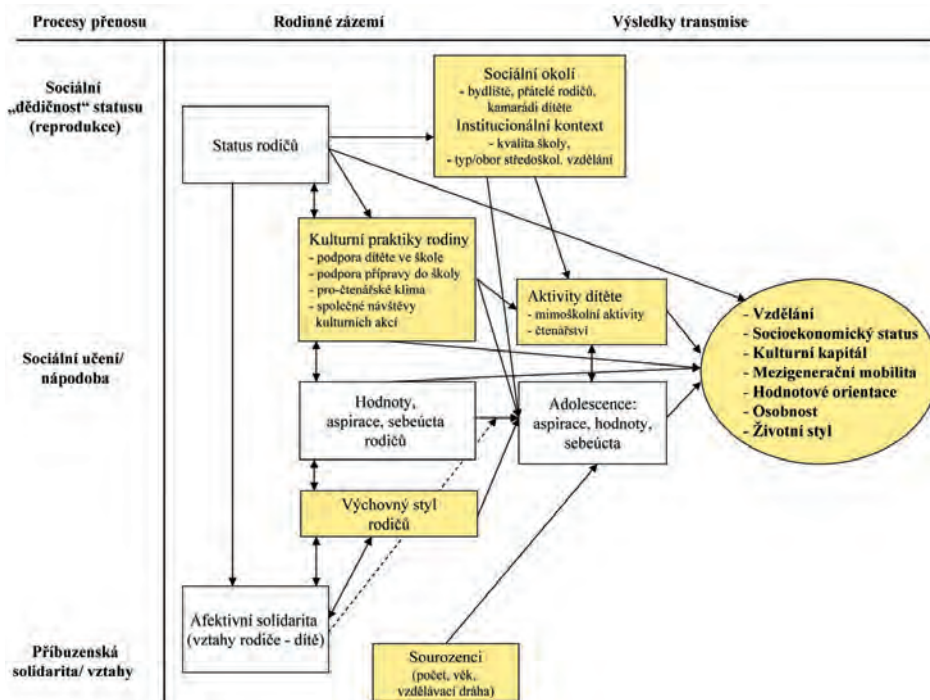 Procesy přenosu
Rodinné zázemí
Výsledky transmise
Sociální
„dědičnost“ statusu
(reprodukce)
Status rodičů
Sociální okolí
- bydliště, přátelé rodičů,
kamarádi dítěte
Institucionální kontext
- kvalita školy,
- typ/obor středoškol. vzdělání
Kulturní praktiky rodiny
- podpora dítěte ve škole
- podpora přípravy do školy
- pro-čtenářské klima
- společné návštěvy
kulturních akcí
Aktivity dítěte
- mimoškolní aktivity
- čtenářství
Sociální učení/
nápodoba
Hodnoty,
aspirace, sebeúcta
rodičů
Adolescence:
aspirace, hodnoty,
sebeúcta
- Vzdělání
- Socioekonomický status
- Kulturní kapitál
- Mezigenerační mobilita
- Hodnotové orientace
- Osobnost
- Životní styl
Výchovný styl
rodičů
Afektivní solidarita
(vztahy rodiče - dítě)
Příbuzenská
solidarita/ vztahy
Sourozenci
(počet, věk,
vzdělávací dráha)